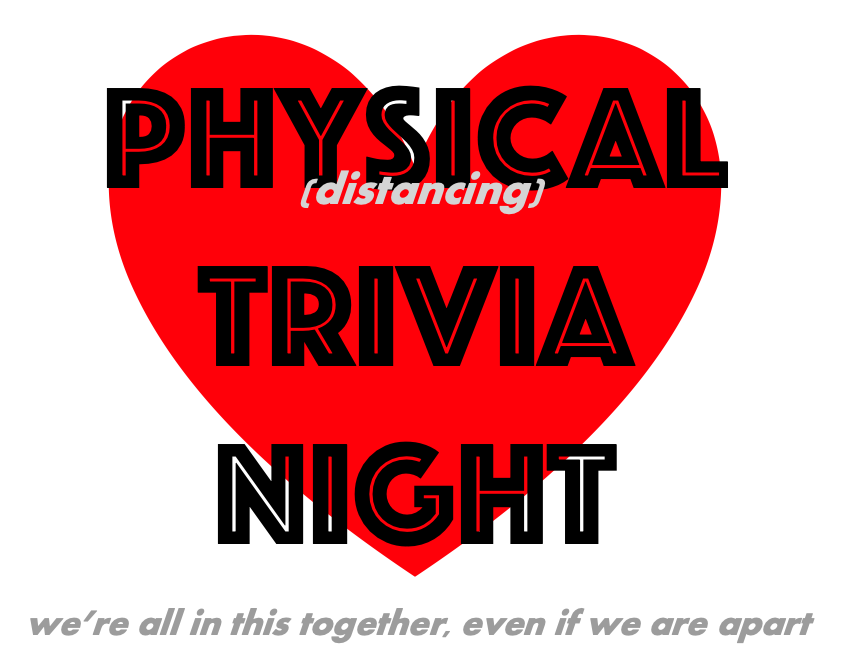 PHYSICAL
(distancing)
TRIVIA
NIGHT
we're all in this together, even if we are apart